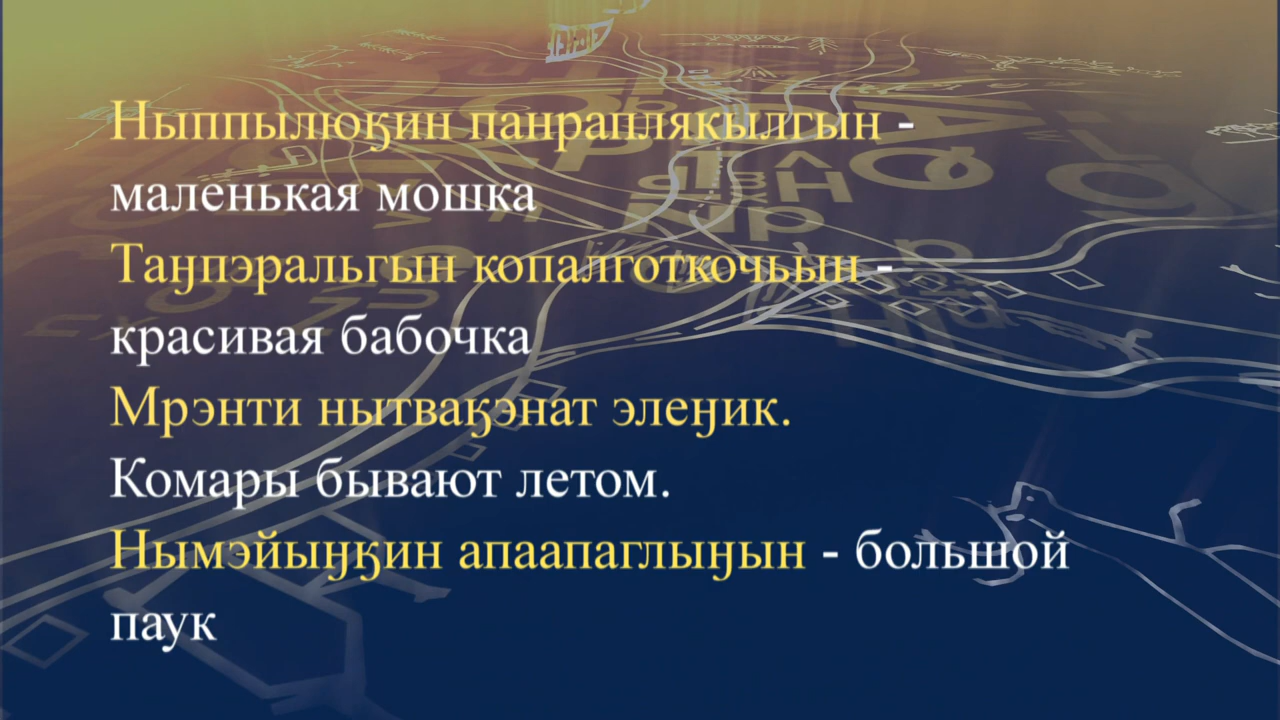 Ныппылюӄин панраплякылгын -
маленькая мошка
Таӈпэральгын копалготкочьын -
красивая бабочка
Мрэнти нытваӄэнат элеӈик.
Комары бывают летом.
Нымэйыӈӄин апаапаглыӈын - большой
паук